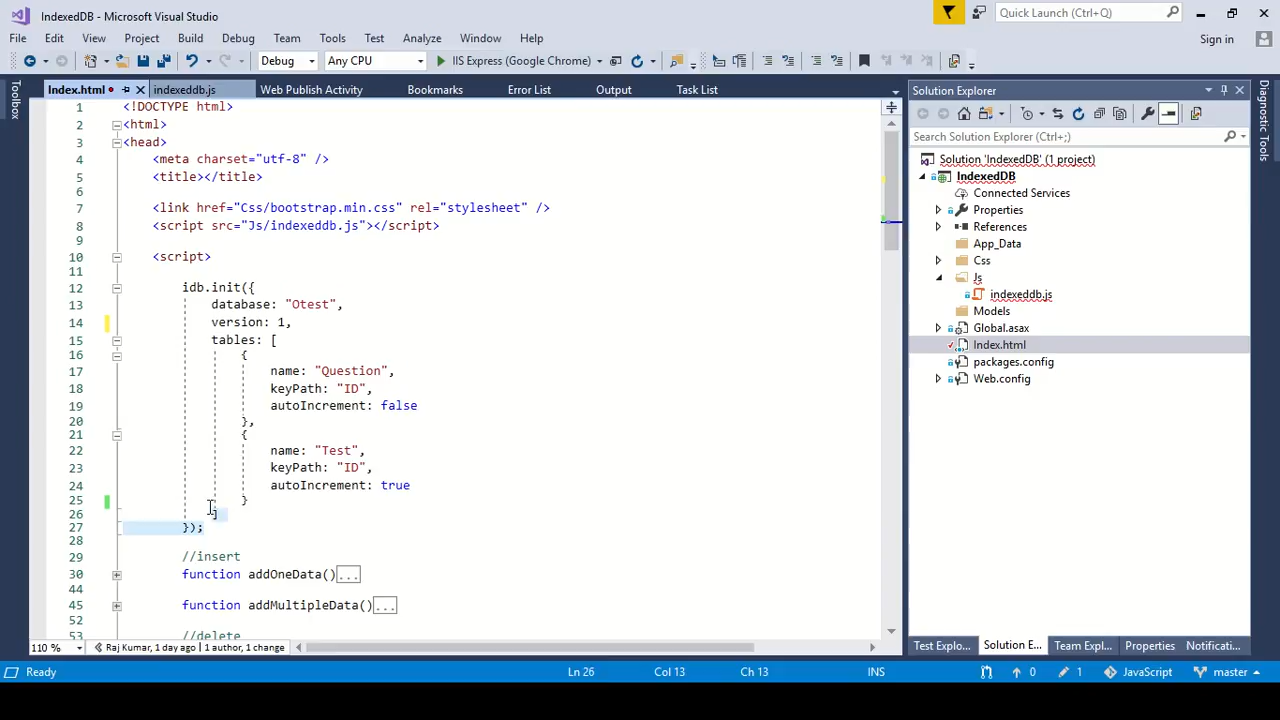 IndexedDB - Microsoft Visual Studio
Quick Launch (Ctrl+Q)
File Edit View Project Build Debug Team Tools Test Analyze Window Help
Sign in
Debug Any CPU IIS Express (Google Chrome)
Toolbox
Index.html indexeddb.js Web Publish Activity Bookmarks Error List Output Task List
1 <!DOCTYPE html>
2 <html>
3 <head>
4 <meta charset="utf-8" />
5 <title></title>
6
7 <link href="Css/bootstrap.min.css" rel="stylesheet" />
8 <script src="Js/indexeddb.js"></script>
9
10 <script>
11
12 idb.init({
13 database: "Otest",
14 version: 1,
15 tables: [
16 {
17 name: "Question",
18 keyPath: "ID",
19 autoIncrement: false
20 },
21 {
22 name: "Test",
23 keyPath: "ID",
24 autoIncrement: true
25 }
26 ]
27 });
28
29 //insert
30 function addOneData()...
44
45 function addMultipleData()...
52
53 //delete
110 % Raj Kumar, 1 day ago | 1 author, 1 change
Solution Explorer
Search Solution Explorer (Ctrl+;)
Solution 'IndexedDB' (1 project)
IndexedDB
Connected Services
Properties
References
App_Data
Css
Js
indexeddb.js
Models
Global.asax
Index.html
packages.config
Web.config
Test Explo... Solution E... Team Expl... Properties Notificati...
Diagnostic Tools
Ready Ln 26 Col 13 Ch 13 INS 0 1 JavaScript master